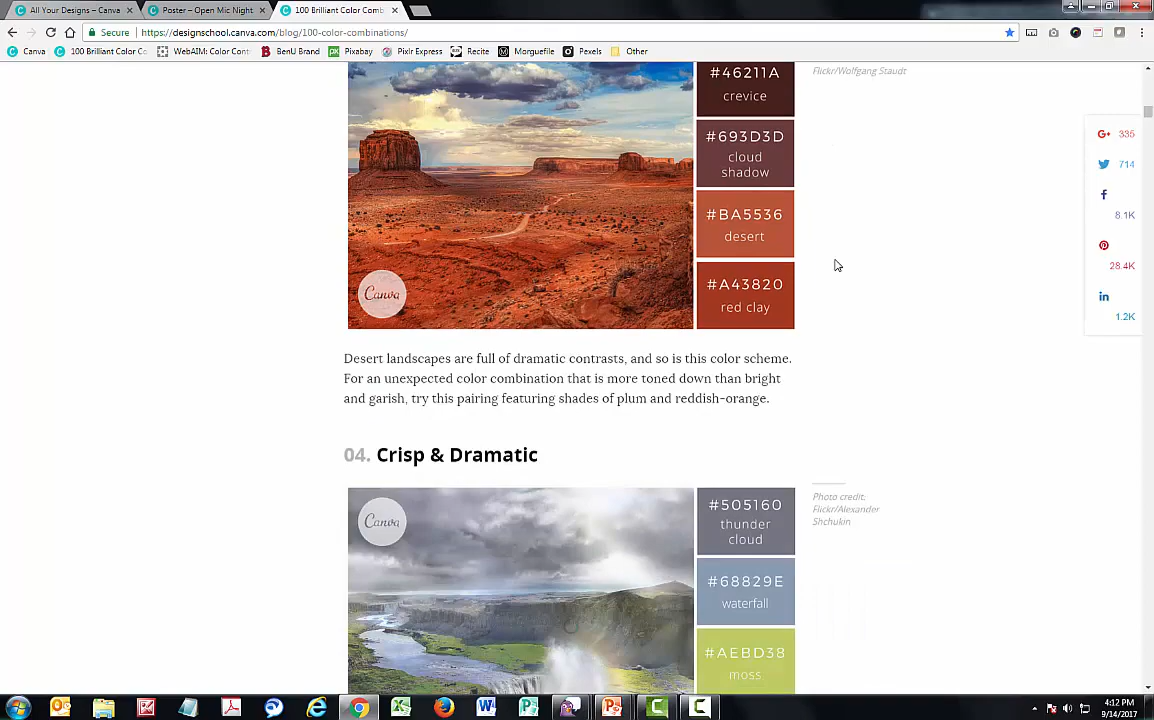 All Your Designs – Canva
Poster – Open Mic Night
100 Brilliant Color Comb
Secure
https://designschool.canva.com/blog/100-color-combinations/
Canva
100 Brilliant Color Co
WebAIM: Color Cont
BenU Brand
Pixabay
Pixlr Express
Recite
Morguefile
Pexels
Other
#46211A
crevice
Flickr/Wolfgang Staudt
335
#693D3D
cloud
shadow
714
8.1K
#BA5536
desert
28.4K
#A43820
red clay
Canva
1.2K
Desert landscapes are full of dramatic contrasts, and so is this color scheme.
For an unexpected color combination that is more toned down than bright
and garish, try this pairing featuring shades of plum and reddish-orange.
04. Crisp & Dramatic
Canva
#505160
thunder
cloud
Photo credit:
Flickr/Alexander
Shchukin
#68829E
waterfall
#AEBD38
moss
4:12 PM
9/14/2017